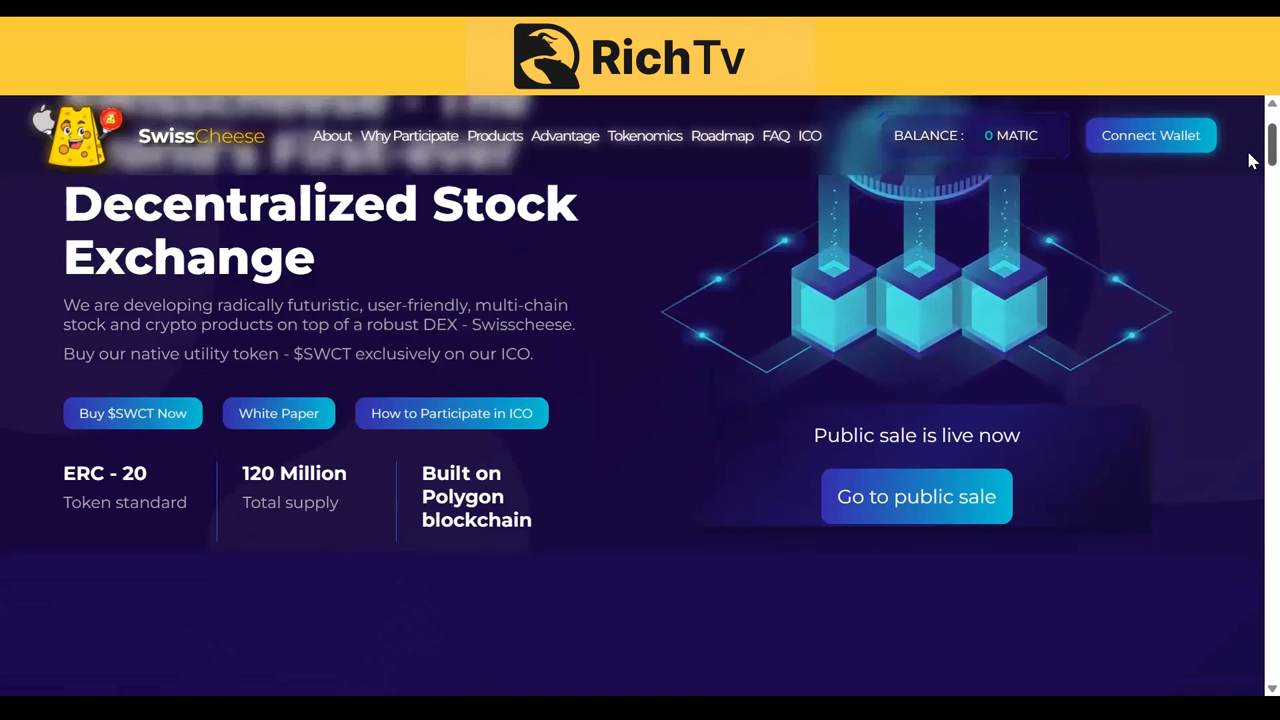 RichTv
SwissCheese
About Why Participate Products Advantage Tokenomics Roadmap FAQ ICO
BALANCE : 0 MATIC
Connect Wallet
Decentralized Stock
Exchange
We are developing radically futuristic, user-friendly, multi-chain
stock and crypto products on top of a robust DEX - Swisscheese.
Buy our native utility token - $SWCT exclusively on our ICO.
Buy $SWCT Now
White Paper
How to Participate in ICO
ERC - 20
Token standard
120 Million
Total supply
Built on
Polygon
blockchain
Public sale is live now
Go to public sale